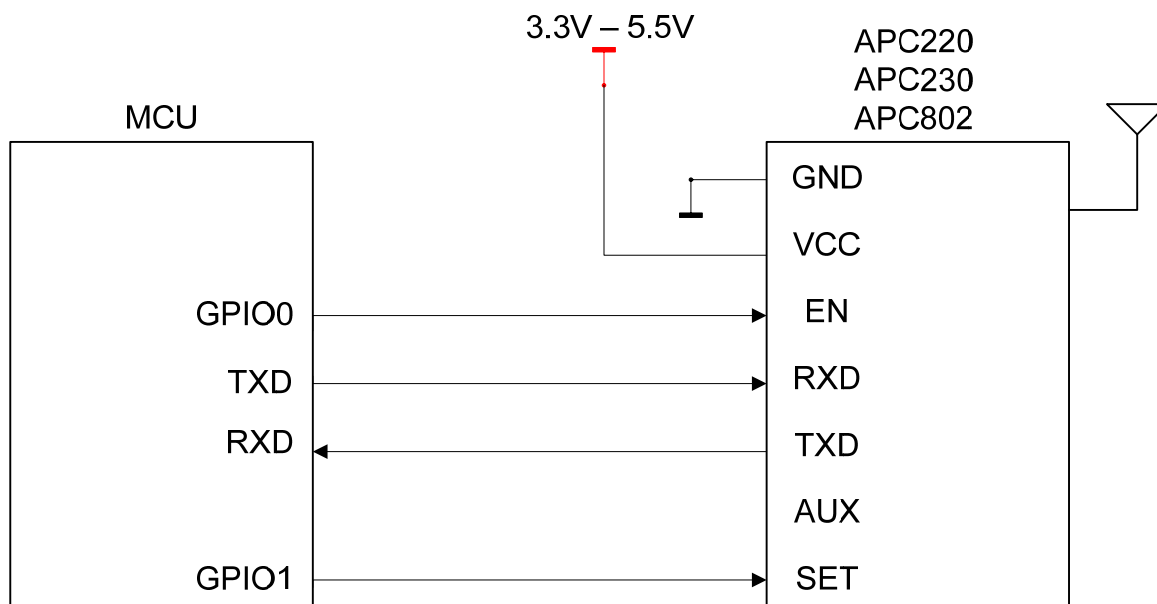 3.3V – 5.5V
APC220
APC230
APC802
MCU
GND
VCC
GPIO0
EN
TXD
RXD
RXD
TXD
AUX
GPIO1
SET